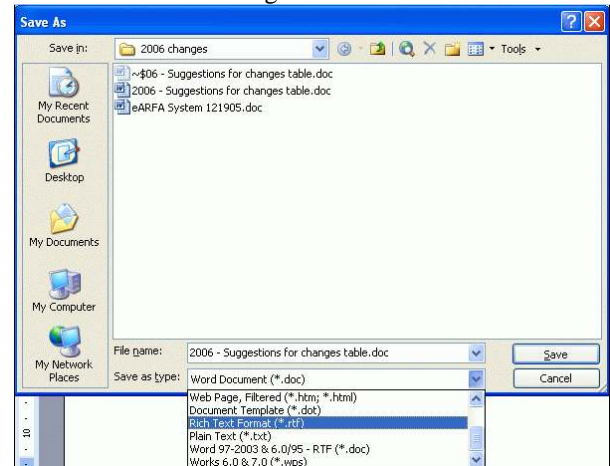 Save As
Save in:
2006 changes
Tools
~$06 - Suggestions for changes table.doc
2006 - Suggestions for changes table.doc
eARFA System 121905.doc
My Recent
Documents
Desktop
My Documents
My Computer
My Network
Places
File name:
2006 - Suggestions for changes table.doc
Save
Save as type:
Word Document (*.doc)
Cancel
Web Page, Filtered (*.htm; *.html)
Document Template (*.dot)
Rich Text Format (*.rtf)
Plain Text (*.txt)
Word 97-2003 & 6.0/95 - RTF (*.doc)
Works 6.0 & 7.0 (*.wps)
10